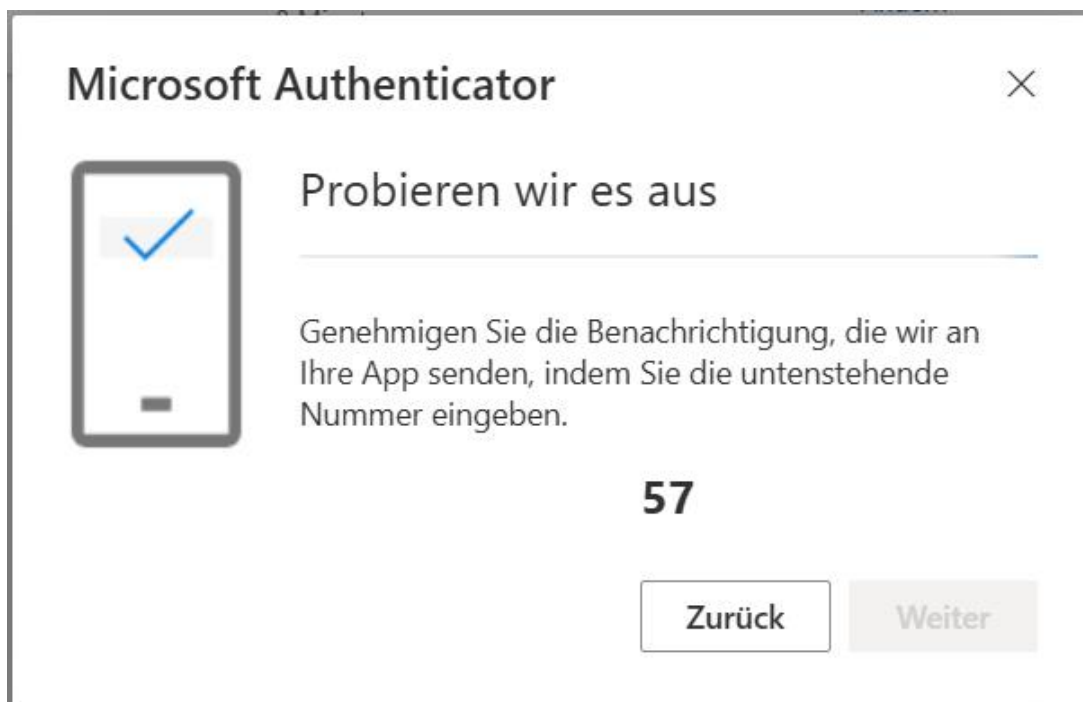 Microsoft Authenticator
Probieren wir es aus
Genehmigen Sie die Benachrichtigung, die wir an
Ihre App senden, indem Sie die untenstehende
Nummer eingeben.
57
Zurück
Weiter